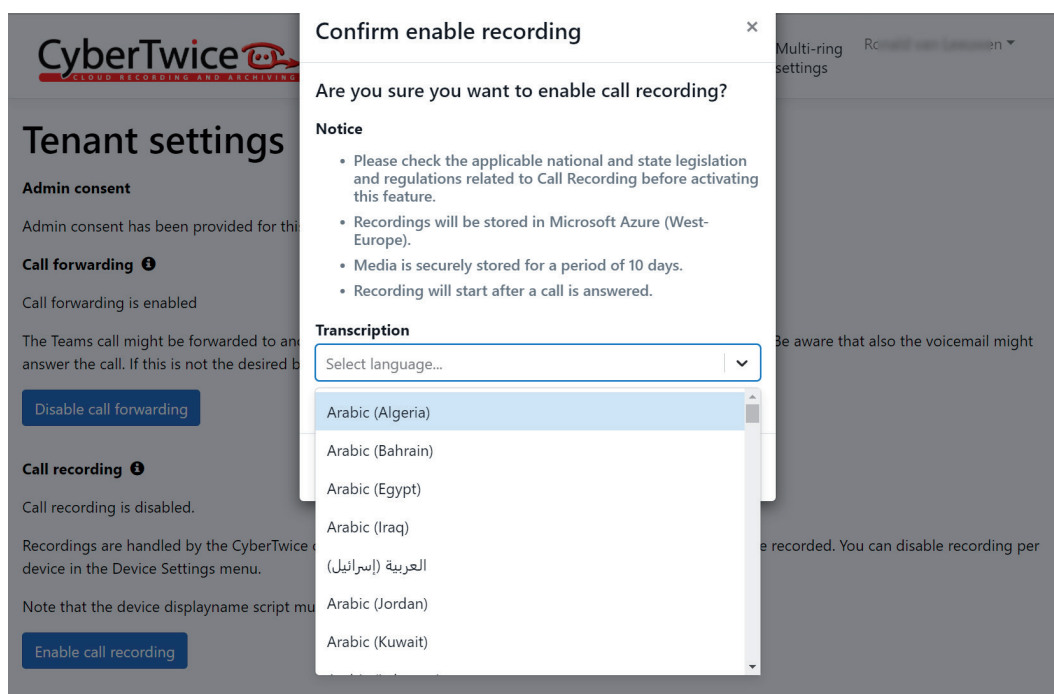 CyberTwice
CLOUD RECORDING AND ARCHIVING
Multi-ring
settings
Tenant settings
Admin consent
Admin consent has been provided for thi
Call forwarding
Call forwarding is enabled
The Teams call might be forwarded to an
Be aware that also the voicemail might
answer the call. If this is not the desired b
Disable call forwarding
Call recording
Call recording is disabled.
Recordings are handled by the CyberTwice
e recorded. You can disable recording per
device in the Device Settings menu.
Note that the device displayname script mu
Enable call recording
Confirm enable recording
×
Are you sure you want to enable call recording?
Notice
• Please check the applicable national and state legislation
and regulations related to Call Recording before activating
this feature.
• Recordings will be stored in Microsoft Azure (West-
Europe).
• Media is securely stored for a period of 10 days.
• Recording will start after a call is answered.
Transcription
Select language...
Arabic (Algeria)
Arabic (Bahrain)
Arabic (Egypt)
Arabic (Iraq)
العربية (إسرائيل)
Arabic (Jordan)
Arabic (Kuwait)